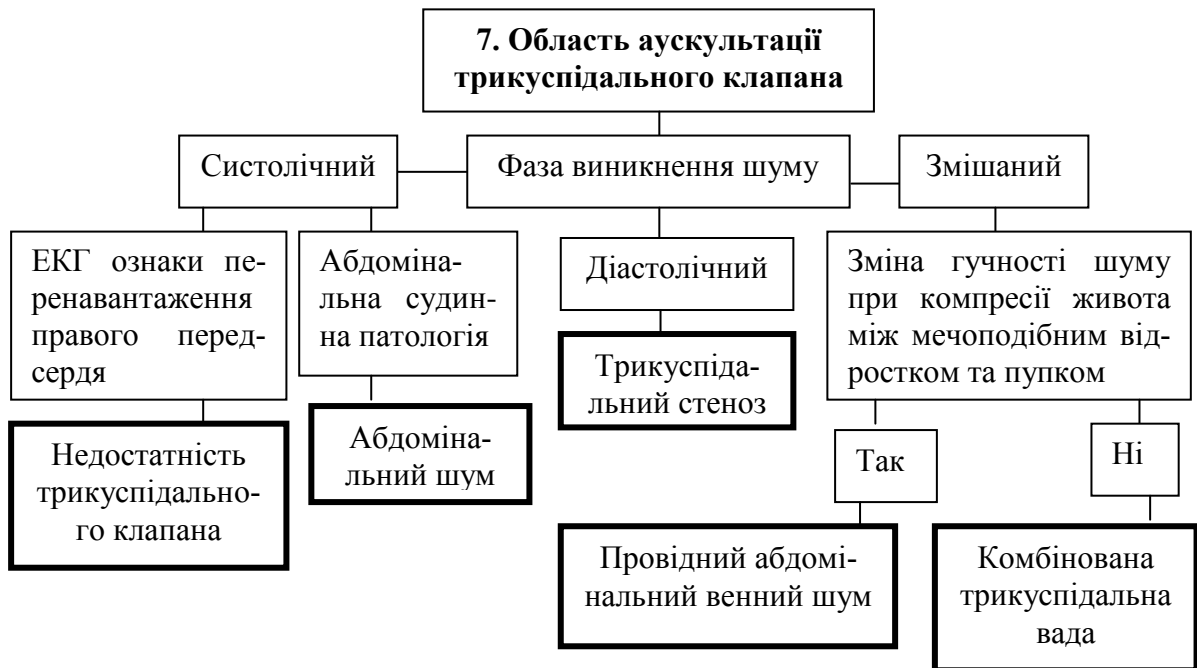 7. Область аускультації
трикуспідального клапана
Систолічний
Фаза виникнення шуму
Змішаний
ЕКГ ознаки пе-
ренавантаження
правого перед-
сердя
Абдоміна-
льна судин-
на патологія
Діастолічний
Зміна гучності шуму
при компресії живота
між мечоподібним від-
ростком та пупком
Трикуспіда-
льний стеноз
Недостатність
трикуспідально-
го клапана
Абдоміна-
льний шум
Так
Ні
Провідний абдомі-
нальний венний шум
Комбінована
трикуспідальна
вада